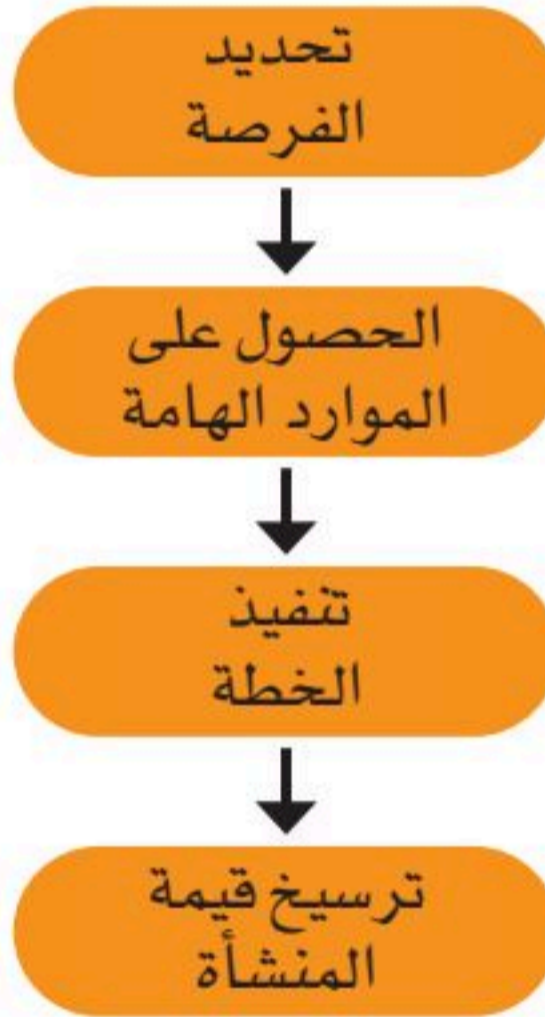 تحديد
الفرصة
الحصول على
الموارد الهامة
تنفيذ
الخطة
ترسيخ قيمة
المنشأة